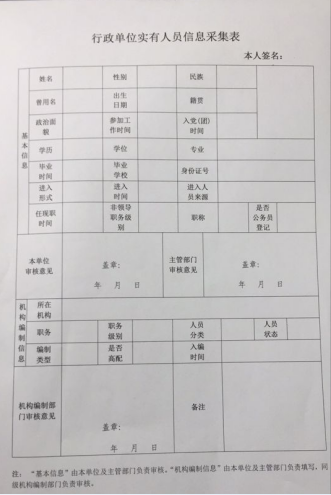 行政单位实有人员信息采集表
本人签名：
基本信息
姓名 性别 民族
曾用名 出生日期 籍贯
政治面貌 参加工作时间 入党(团)时间
学历 学位 专业
毕业时间 毕业学校 身份证号
进入形式 进入时间 进入人员来源
任现职时间 非领导职务级别 职称 是否公务员登记
本单位审核意见 盖章： 年 月 日 主管部门审核意见 盖章： 年 月 日
机构编制信息
所在机构
职务 职务级别 人员分类 人员状态
编制类型 是否高配 入编时间
机构编制部门审核意见 盖章： 年 月 日 备注
注：“基本信息”由本单位及主管部门负责审核，“机构编制信息”由本单位及主管部门负责填写，同
级机构编制部门负责审核。